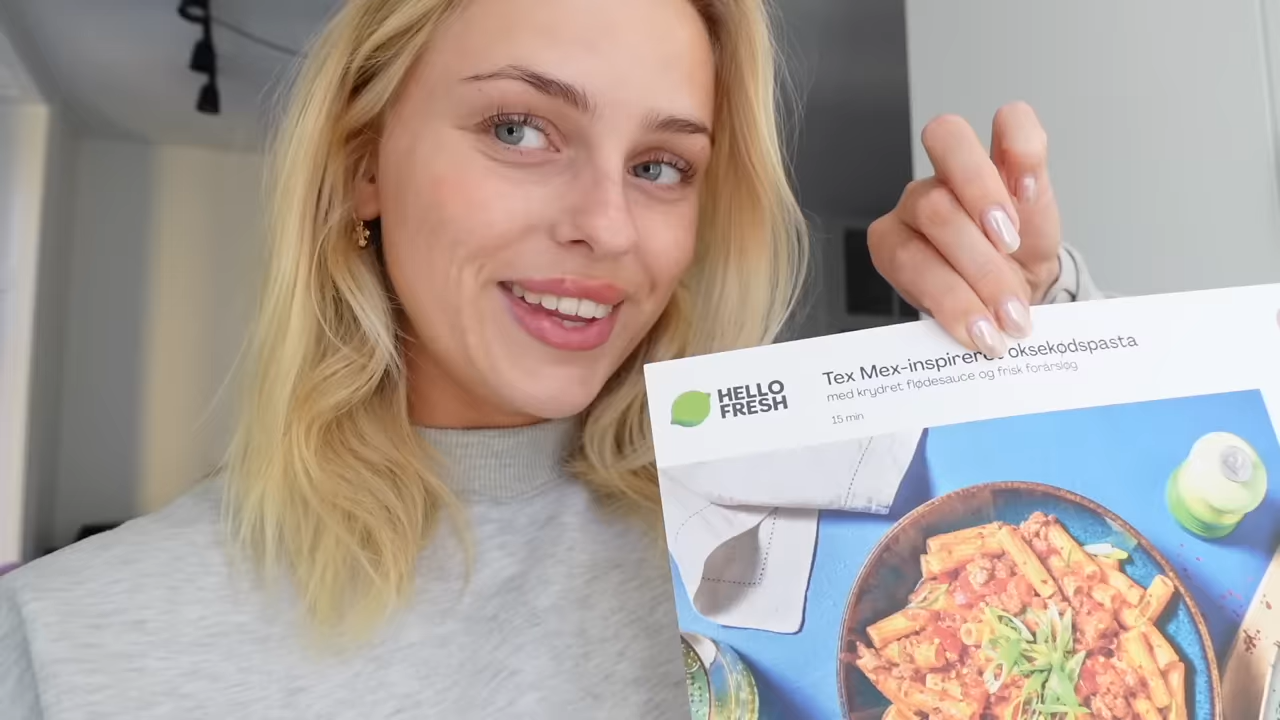 HELLO
FRESH
Tex Mex-inspireret oksekødspasta
med krydret flødesauce og frisk forårsløg
15 min